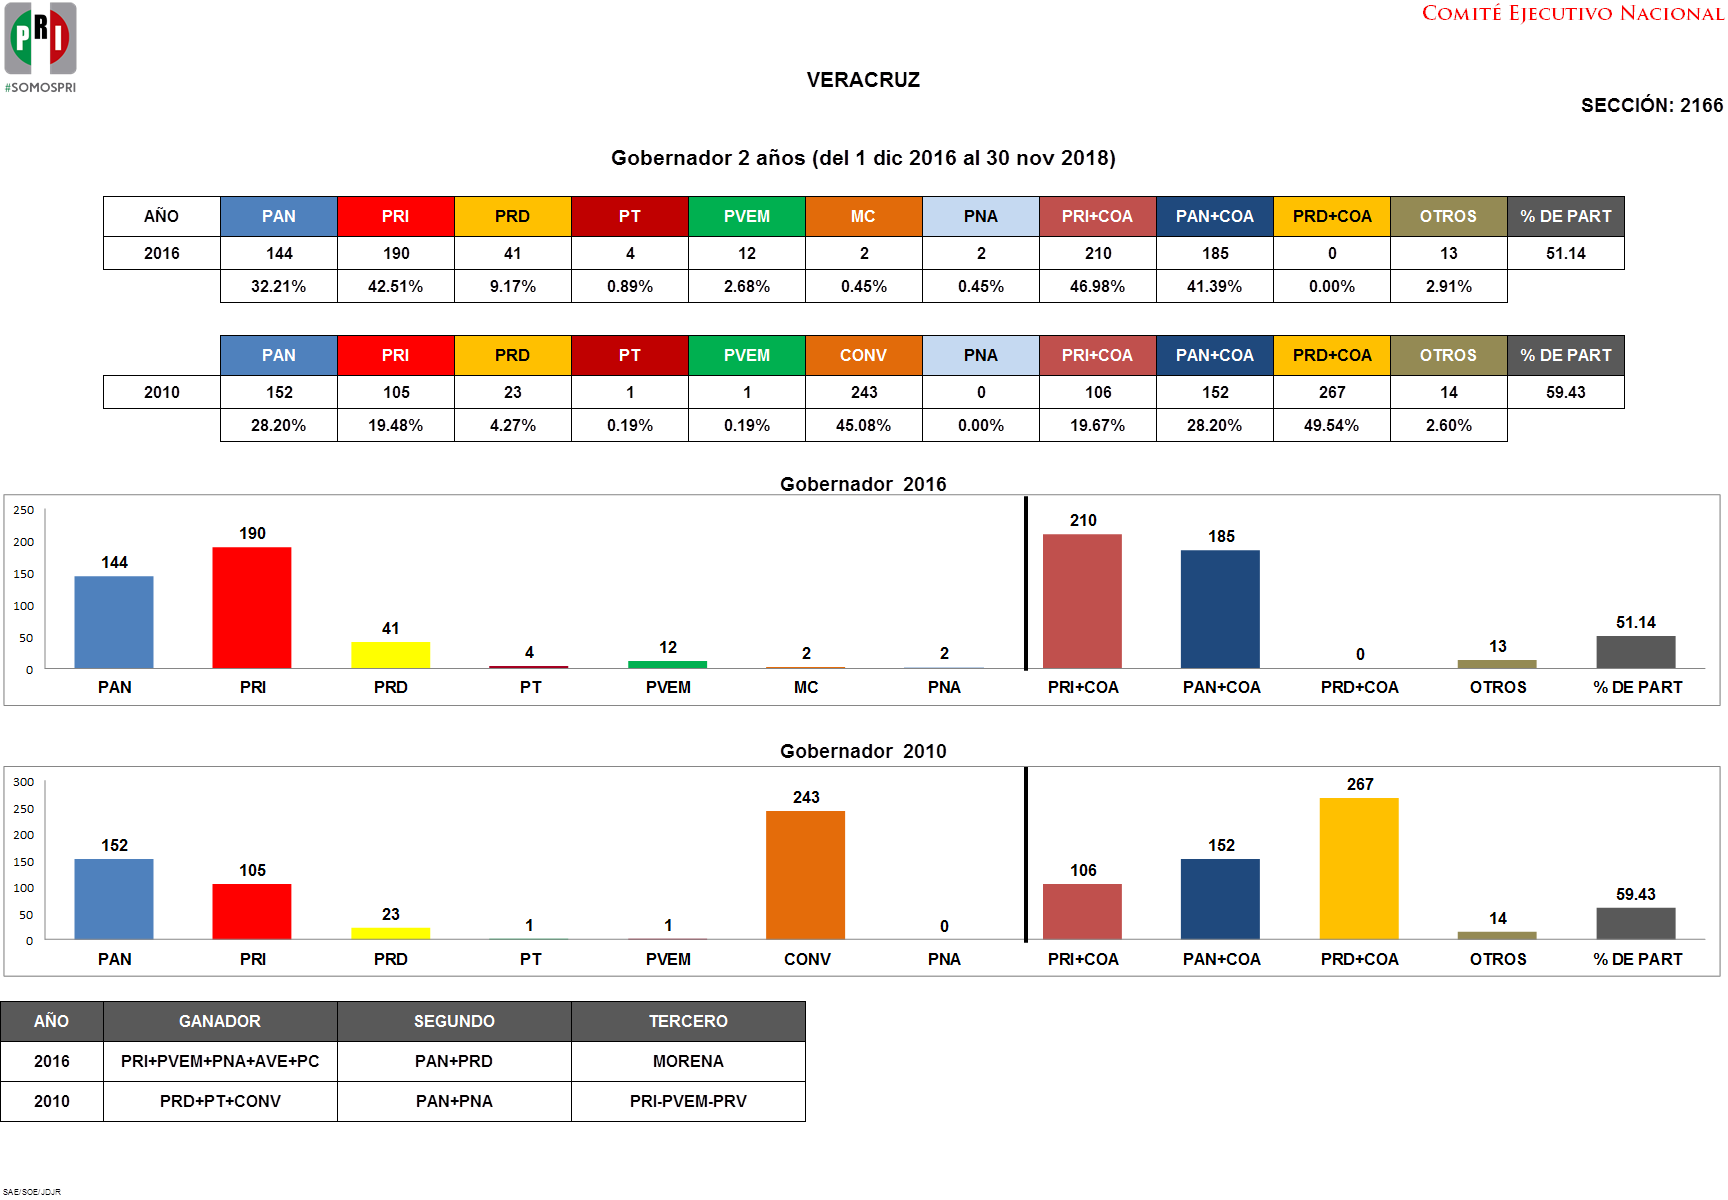 PRI
#SOMOSPRI
COMITÉ EJECUTIVO NACIONAL
VERACRUZ
SECCIÓN: 2166
Gobernador 2 años (del 1 dic 2016 al 30 nov 2018)
AÑO PAN PRI PRD PT PVEM MC PNA PRI+COA PAN+COA PRD+COA OTROS % DE PART
2016 144 190 41 4 12 2 2 210 185 0 13 51.14
32.21% 42.51% 9.17% 0.89% 2.68% 0.45% 0.45% 46.98% 41.39% 0.00% 2.91%
PAN PRI PRD PT PVEM CONV PNA PRI+COA PAN+COA PRD+COA OTROS % DE PART
2010 152 105 23 1 1 243 0 106 152 267 14 59.43
28.20% 19.48% 4.27% 0.19% 0.19% 45.08% 0.00% 19.67% 28.20% 49.54% 2.60%
Gobernador 2016
250
200
150
100
50
0
144 190 41 4 12 2 2 210 185 0 13 51.14
PAN PRI PRD PT PVEM MC PNA PRI+COA PAN+COA PRD+COA OTROS % DE PART
Gobernador 2010
300
250
200
150
100
50
0
152 105 23 1 1 243 0 106 152 267 14 59.43
PAN PRI PRD PT PVEM CONV PNA PRI+COA PAN+COA PRD+COA OTROS % DE PART
AÑO GANADOR SEGUNDO TERCERO
2016 PRI+PVEM+PNA+AVE+PC PAN+PRD MORENA
2010 PRD+PT+CONV PAN+PNA PRI-PVEM-PRV
SAE/SOE/JDJR